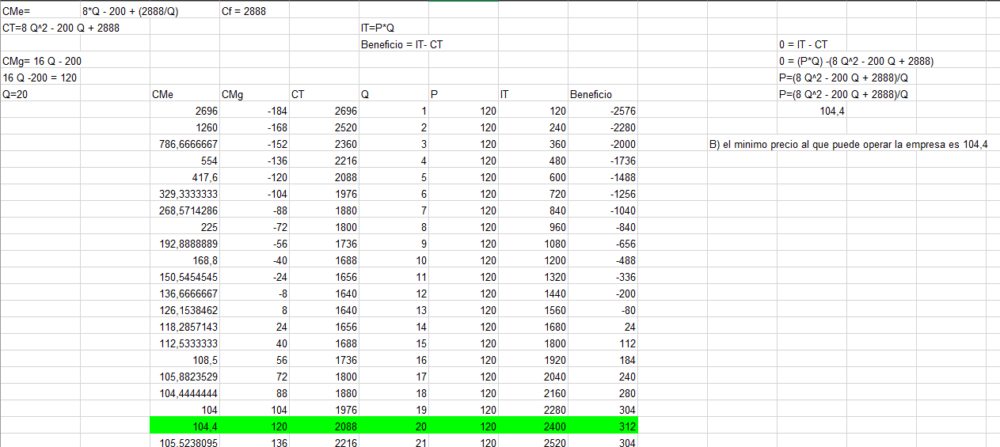 CMe= 8*Q - 200 + (2888/Q) Cf = 2888
CT=8 Q^2 - 200 Q + 2888 IT=P*Q
Beneficio = IT- CT 0 = IT - CT
CMg= 16 Q - 200 0 = (P*Q) -(8 Q^2 - 200 Q + 2888)
16 Q -200 = 120 P=(8 Q^2 - 200 Q + 2888)/Q
Q=20 CMe CMg CT Q P IT Beneficio P=(8 Q^2 - 200 Q + 2888)/Q
2696 -184 2696 1 120 120 -2576 104,4
1260 -168 2520 2 120 240 -2280
786,6666667 -152 2360 3 120 360 -2000 B) el minimo precio al que puede operar la empresa es 104,4
554 -136 2216 4 120 480 -1736
417,6 -120 2088 5 120 600 -1488
329,3333333 -104 1976 6 120 720 -1256
268,5714286 -88 1880 7 120 840 -1040
225 -72 1800 8 120 960 -840
192,8888889 -56 1736 9 120 1080 -656
168,8 -40 1688 10 120 1200 -488
150,5454545 -24 1656 11 120 1320 -336
136,6666667 -8 1640 12 120 1440 -200
126,1538462 8 1640 13 120 1560 -80
118,2857143 24 1656 14 120 1680 24
112,5333333 40 1688 15 120 1800 112
108,5 56 1736 16 120 1920 184
105,8823529 72 1800 17 120 2040 240
104,4444444 88 1880 18 120 2160 280
104 104 1976 19 120 2280 304
104,4 120 2088 20 120 2400 312
105,5238095 136 2216 21 120 2520 304